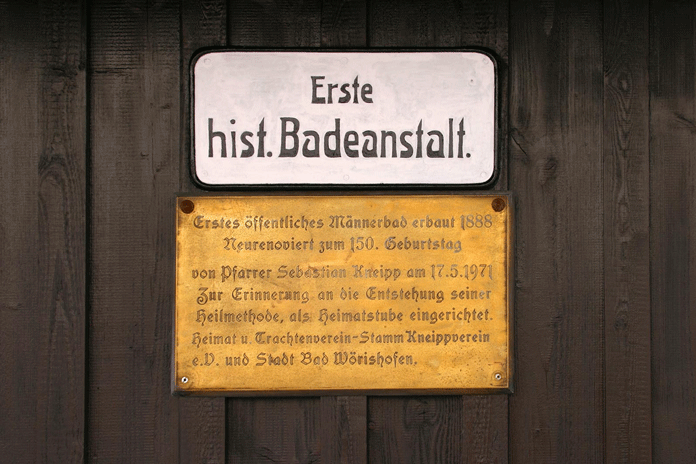 Erste
hist. Badeanstalt.
Erstes öffentliches Männerbad erbaut 1888
Neurenoviert zum 150. Geburtstag
von Pfarrer Sebastian Kneipp am 17.5.1971
Zur Erinnerung an die Entstehung seiner
Heilmethode, als Heimatstube eingerichtet.
Heimat u. Trachtenverein-Stamm Kneippverein
e.V. und Stadt Bad Wörishofen.